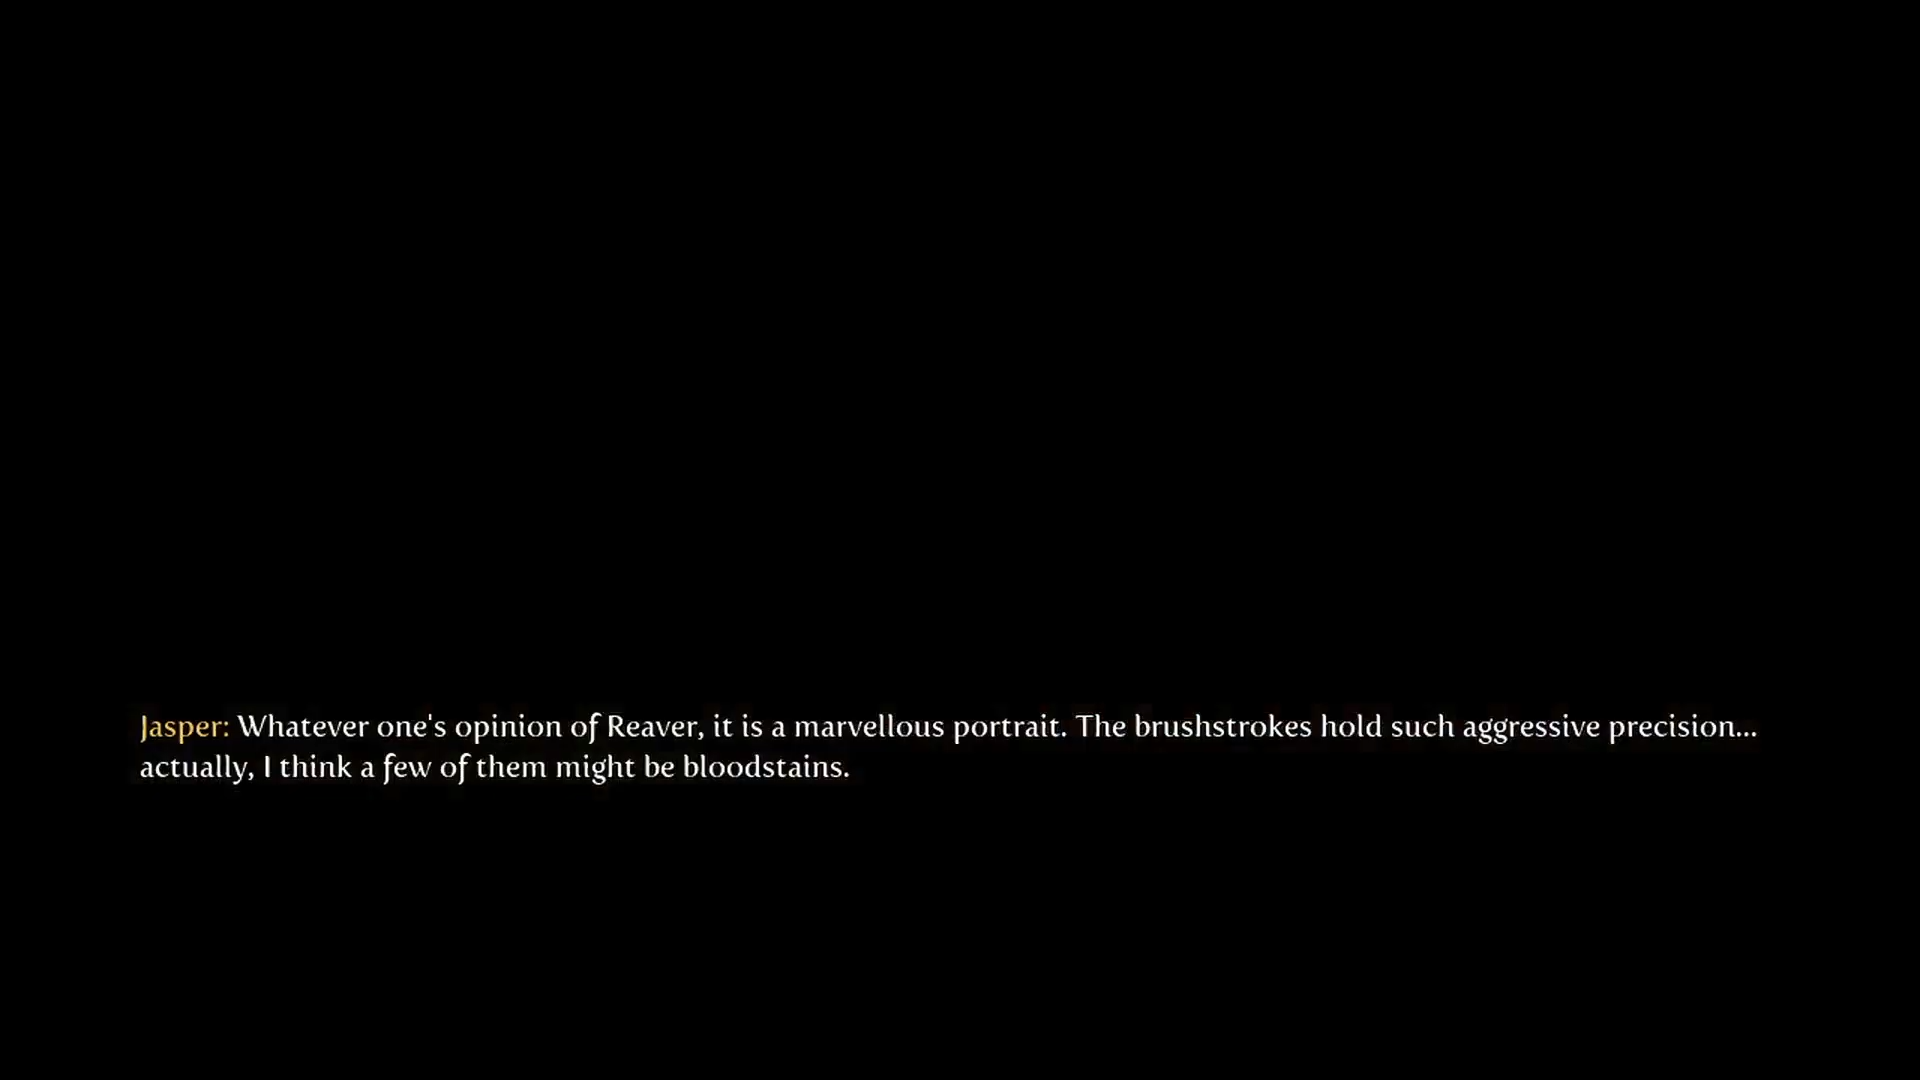 Jasper: Whatever one's opinion of Reaver, it is a marvellous portrait. The brushstrokes hold such aggressive precision...
actually, I think a few of them might be bloodstains.